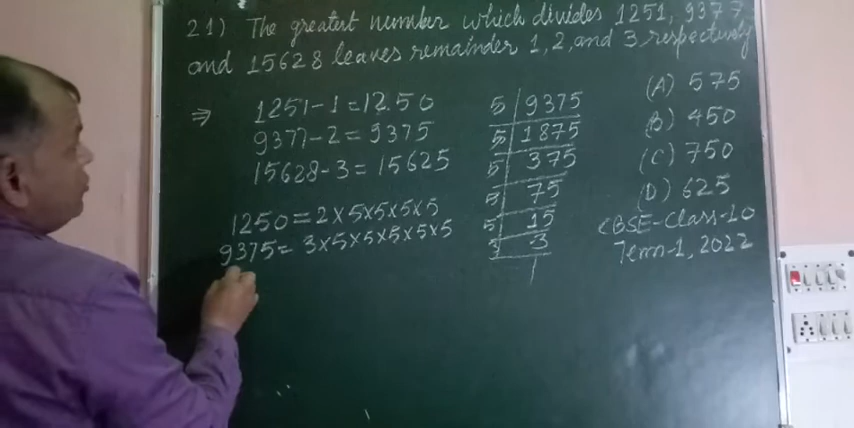 21) The greatest number which divides 1251, 9377
and 15628 leaves remainder 1, 2, and 3 respectively
⇒ 1251-1=1250
9377-2=9375
15628-3=15625
1250=2×5×5×5×5
9375= 3×5×5×5×5×5
5 9375
5 1875
5 375
5 75
5 15
3 3
1
(A) 575
(B) 450
(C) 750
(D) 625
CBSE-Class-10
Term-1, 2022